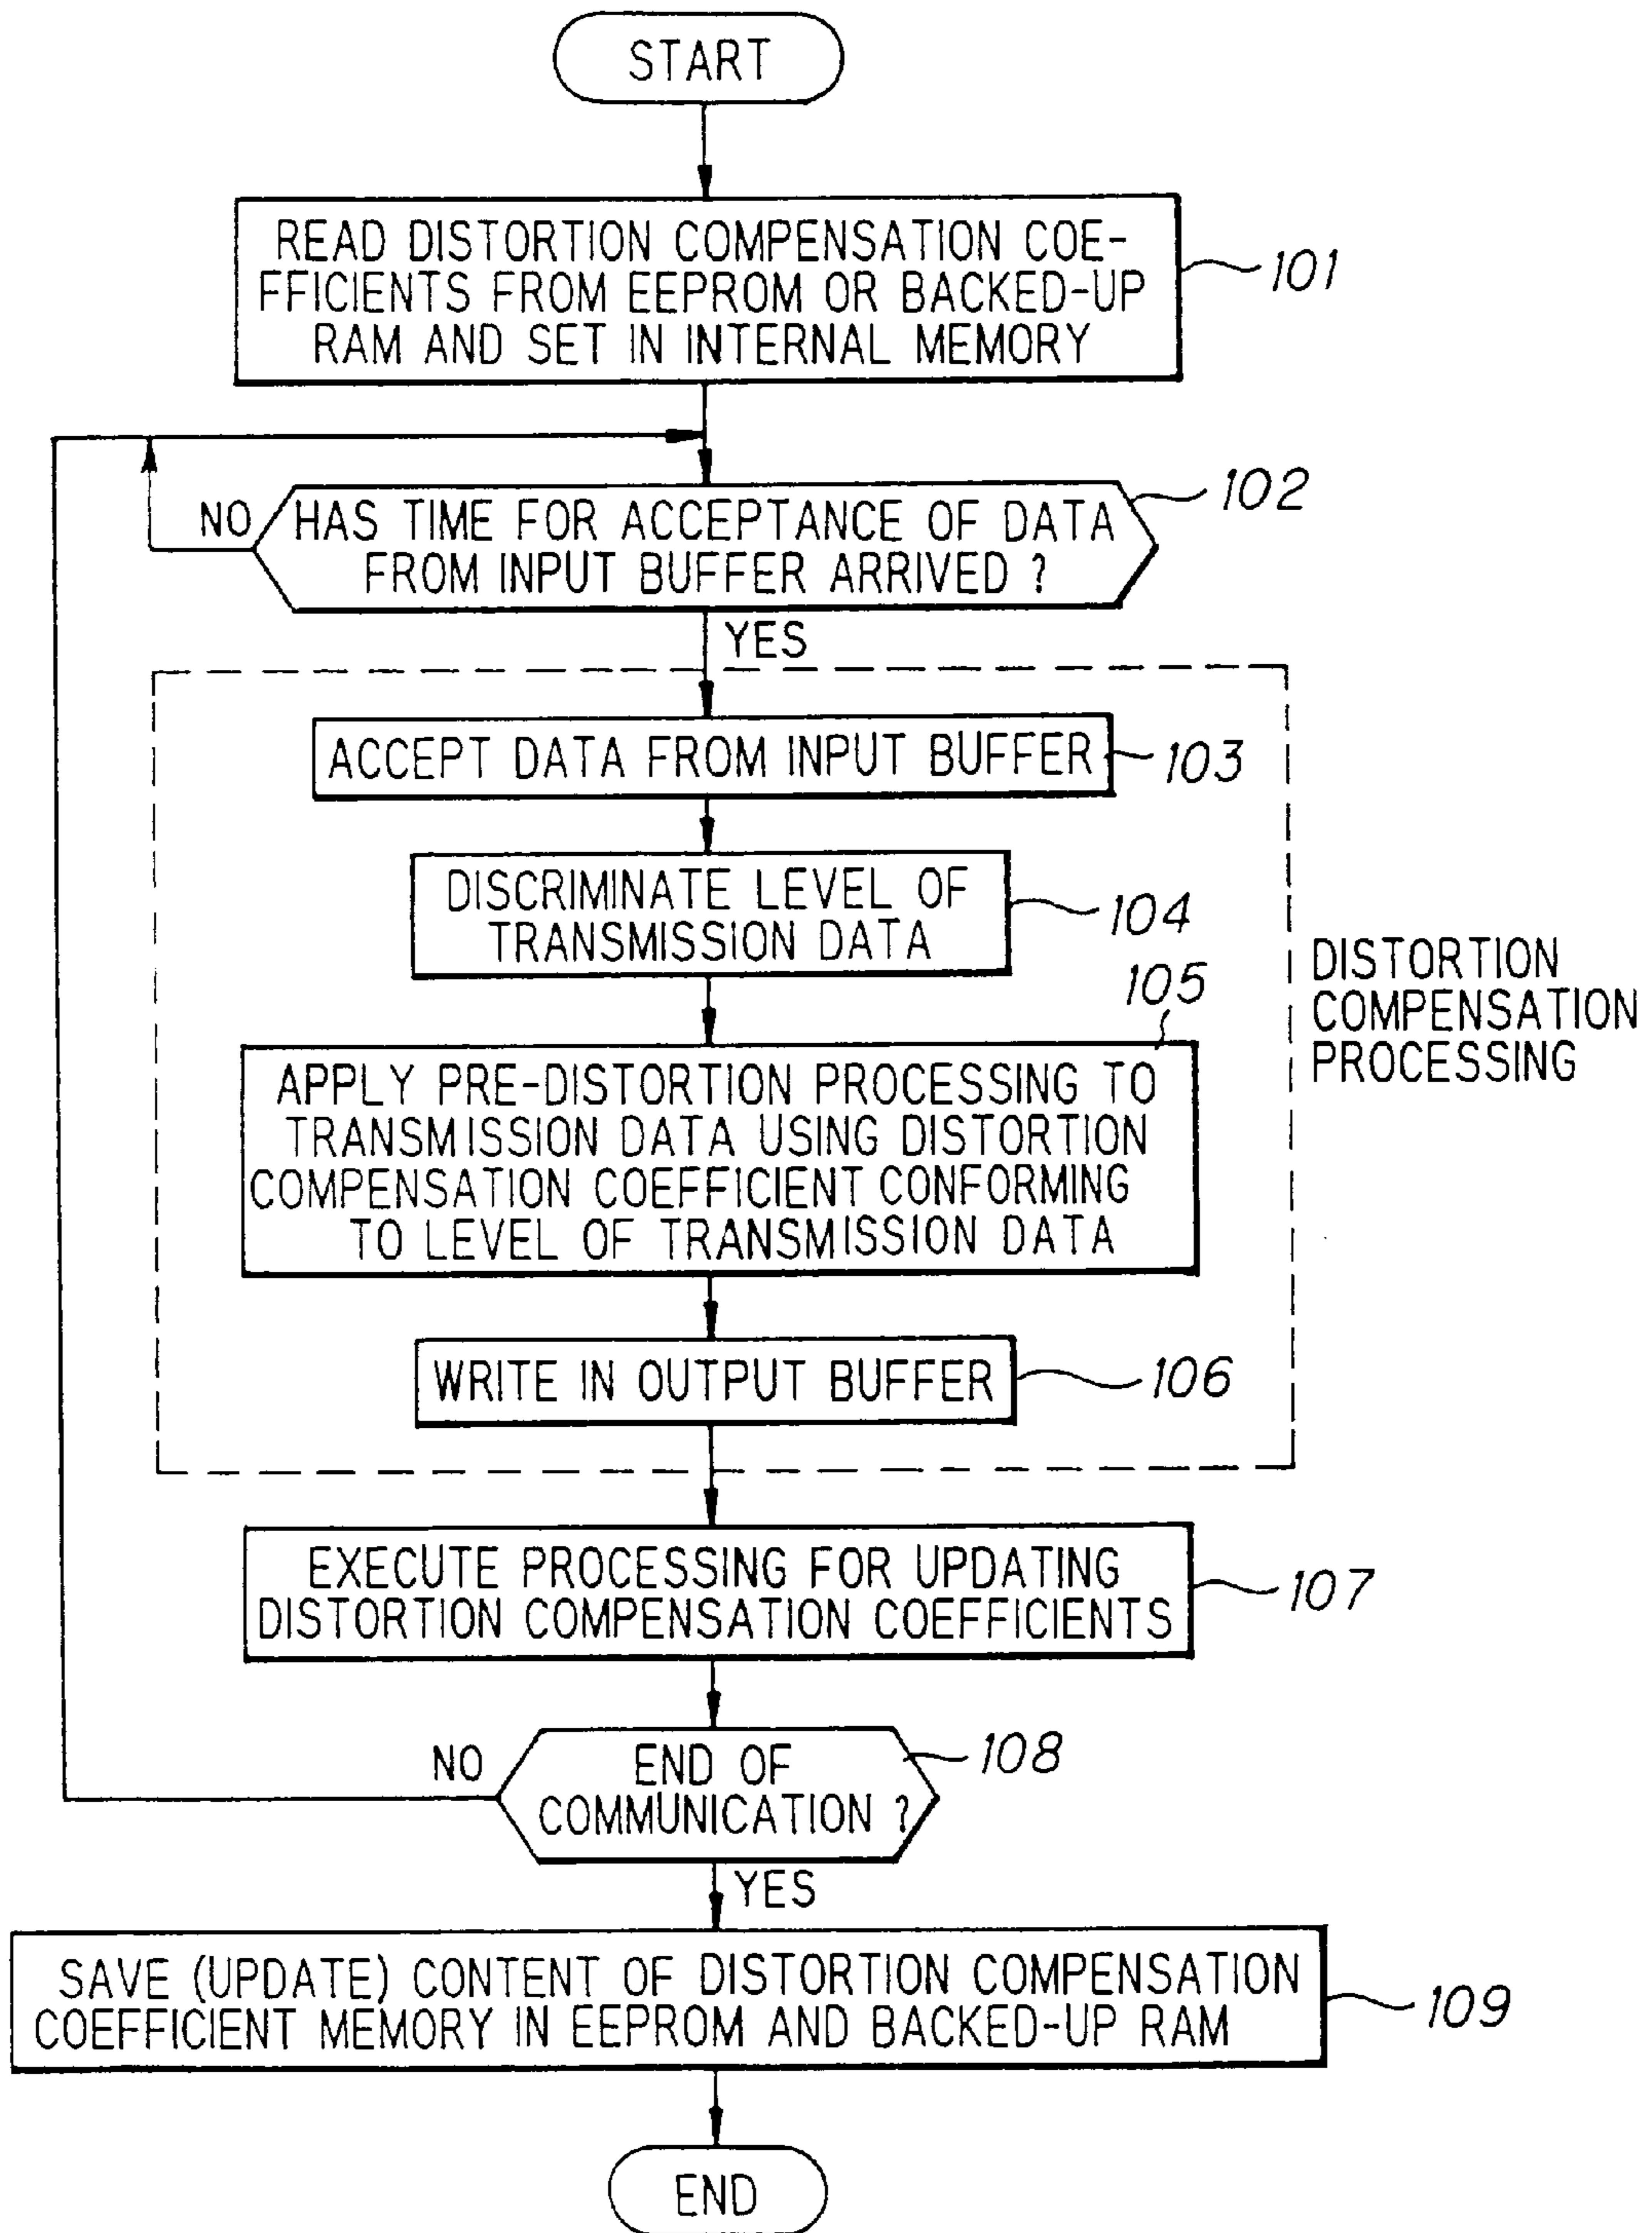 START
READ DISTORTION COMPENSATION COE-
FFICIENTS FROM EEPROM OR BACKED-UP
RAM AND SET IN INTERNAL MEMORY
101
NO
HAS TIME FOR ACCEPTANCE OF DATA
FROM INPUT BUFFER ARRIVED ?
102
YES
ACCEPT DATA FROM INPUT BUFFER
103
DISCRIMINATE LEVEL OF
TRANSMISSION DATA
104
DISTORTION
COMPENSATION
PROCESSING
105
APPLY PRE-DISTORTION PROCESSING TO
TRANSMISSION DATA USING DISTORTION
COMPENSATION COEFFICIENT CONFORMING
TO LEVEL OF TRANSMISSION DATA
WRITE IN OUTPUT BUFFER
106
EXECUTE PROCESSING FOR UPDATING
DISTORTION COMPENSATION COEFFICIENTS
107
NO
END OF
COMMUNICATION ?
108
YES
SAVE (UPDATE) CONTENT OF DISTORTION COMPENSATION
COEFFICIENT MEMORY IN EEPROM AND BACKED-UP RAM
109
END